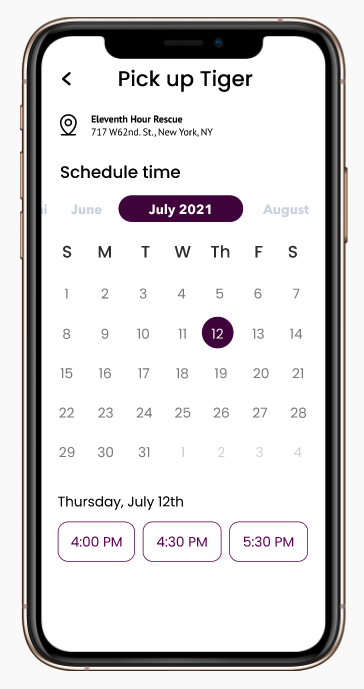 Pick up Tiger
Eleventh Hour Rescue
717 W62nd. St., New York, NY
Schedule time
ni June July 2021 August
S M T W Th F S
1 2 3 4 5 6 7
8 9 10 11 12 13 14
15 16 17 18 19 20 21
22 23 24 25 26 27 28
29 30 31 1 2 3 4
Thursday, July 12th
4:00 PM 4:30 PM 5:30 PM